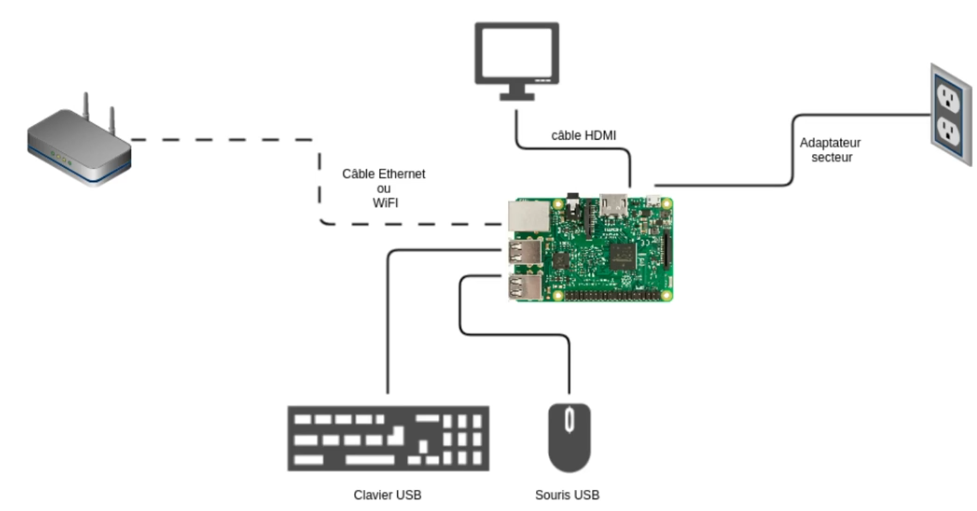 câble HDMI
Adaptateur
secteur
Câble Ethernet
ou
WiFI
Clavier USB
Souris USB